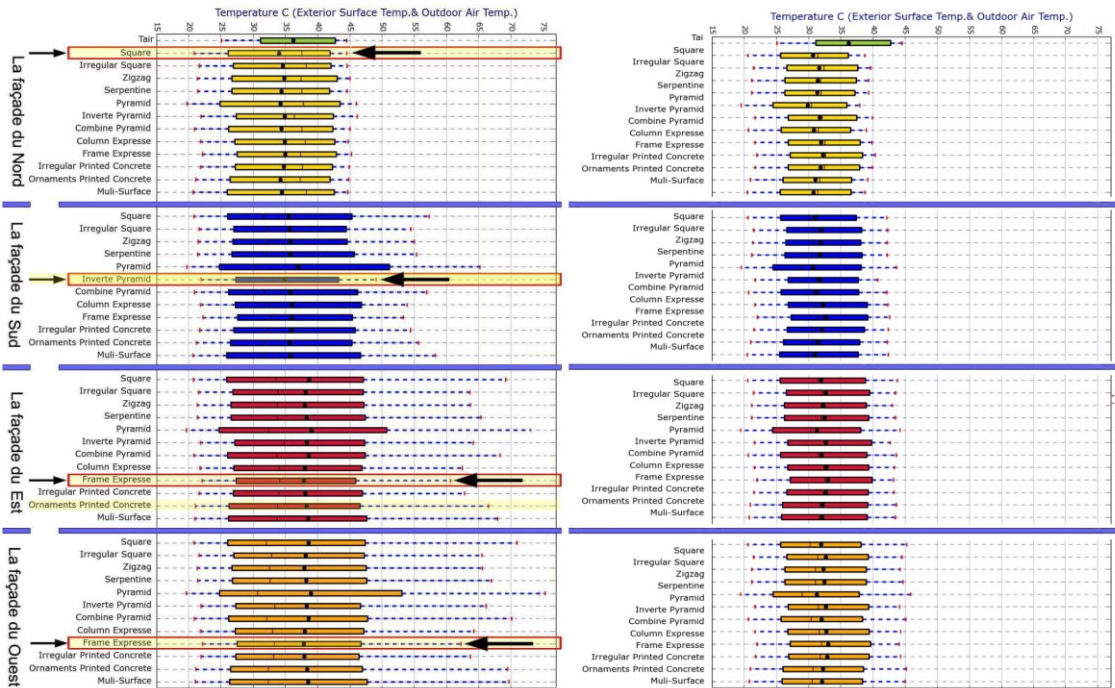 Temperature C (Exterior Surface Temp.& Outdoor Air Temp.)
15 20 25 30 35 40 45 50 55 60 65 70 75
La façade du Nord
Tair
Square
Irregular Square
Zigzag
Serpentine
Pyramid
Inverte Pyramid
Combine Pyramid
Column Expresse
Frame Expresse
Irregular Printed Concrete
Ornaments Printed Concrete
Muli-Surface
La façade du Sud
Square
Irregular Square
Zigzag
Serpentine
Pyramid
Inverte Pyramid
Combine Pyramid
Column Expresse
Frame Expresse
Irregular Printed Concrete
Ornaments Printed Concrete
Muli-Surface
La façade du Est
Square
Irregular Square
Zigzag
Serpentine
Pyramid
Inverte Pyramid
Combine Pyramid
Column Expresse
Frame Expresse
Irregular Printed Concrete
Ornaments Printed Concrete
Muli-Surface
La façade du Ouest
Square
Irregular Square
Zigzag
Serpentine
Pyramid
Inverte Pyramid
Combine Pyramid
Column Expresse
Frame Expresse
Irregular Printed Concrete
Ornaments Printed Concrete
Muli-Surface
Temperature C (Exterior Surface Temp.& Outdoor Air Temp.)
15 20 25 30 35 40 45 50 55 60 65 70 75
Tai
Square
Irregular Square
Zigzag
Serpentine
Pyramid
Inverte Pyramid
Combine Pyramid
Column Expresse
Frame Expresse
Irregular Printed Concrete
Ornaments Printed Concrete
Muli-Surface
Square
Irregular Square
Zigzag
Serpentine
Pyramid
Inverte Pyramid
Combine Pyramid
Column Expresse
Frame Expresse
Irregular Printed Concrete
Ornaments Printed Concrete
Muli-Surface
Square
Irregular Square
Zigzag
Serpentine
Pyramid
Inverte Pyramid
Combine Pyramid
Column Expresse
Frame Expresse
Irregular Printed Concrete
Ornaments Printed Concrete
Muli-Surface
Square
Irregular Square
Zigzag
Serpentine
Pyramid
Inverte Pyramid
Combine Pyramid
Column Expresse
Frame Expresse
Irregular Printed Concrete
Ornaments Printed Concrete
Muli-Surface